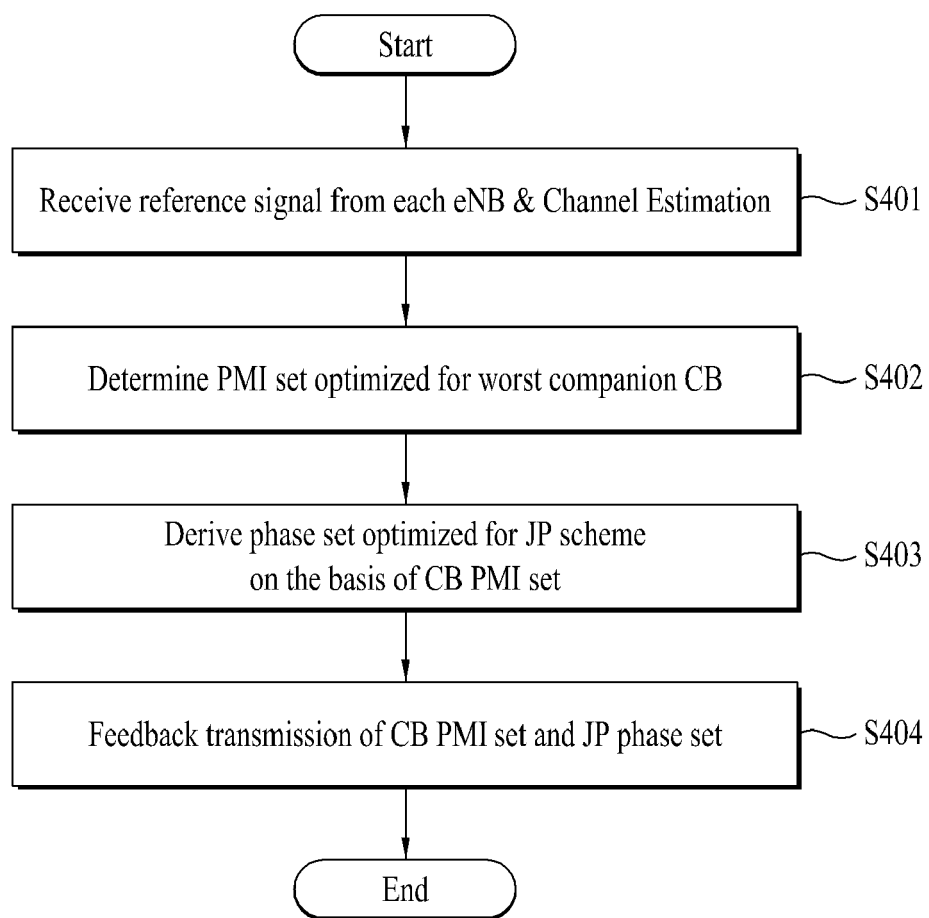 Start
Receive reference signal from each eNB & Channel Estimation
S401
Determine PMI set optimized for worst companion CB
S402
Derive phase set optimized for JP scheme
on the basis of CB PMI set
S403
Feedback transmission of CB PMI set and JP phase set
S404
End